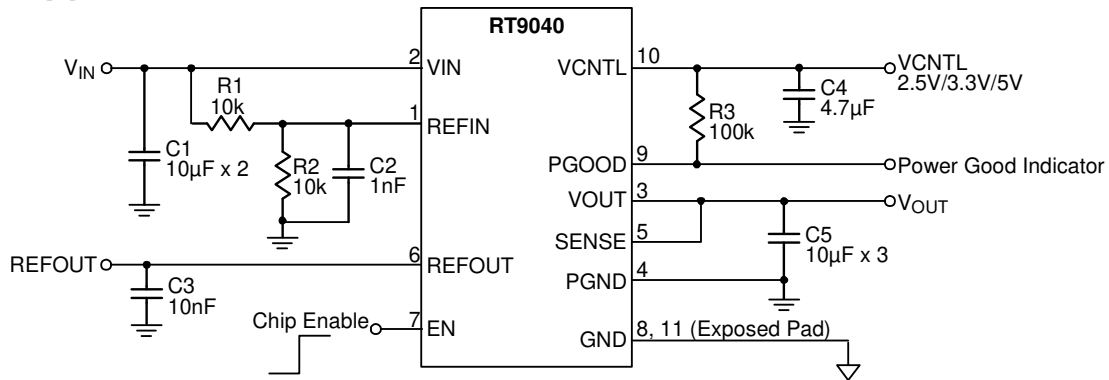 RT9040
V_IN
2
VIN
R1
10k
1
REFIN
C1
10µF x 2
R2
10k
C2
1nF
REFOUT
6
REFOUT
C3
10nF
Chip Enable
7
EN
VCNTL
10
VCNTL
2.5V/3.3V/5V
C4
4.7µF
R3
100k
PGOOD
9
Power Good Indicator
VOUT
3
V_OUT
SENSE
5
C5
10µF x 3
PGND
4
GND
8, 11 (Exposed Pad)